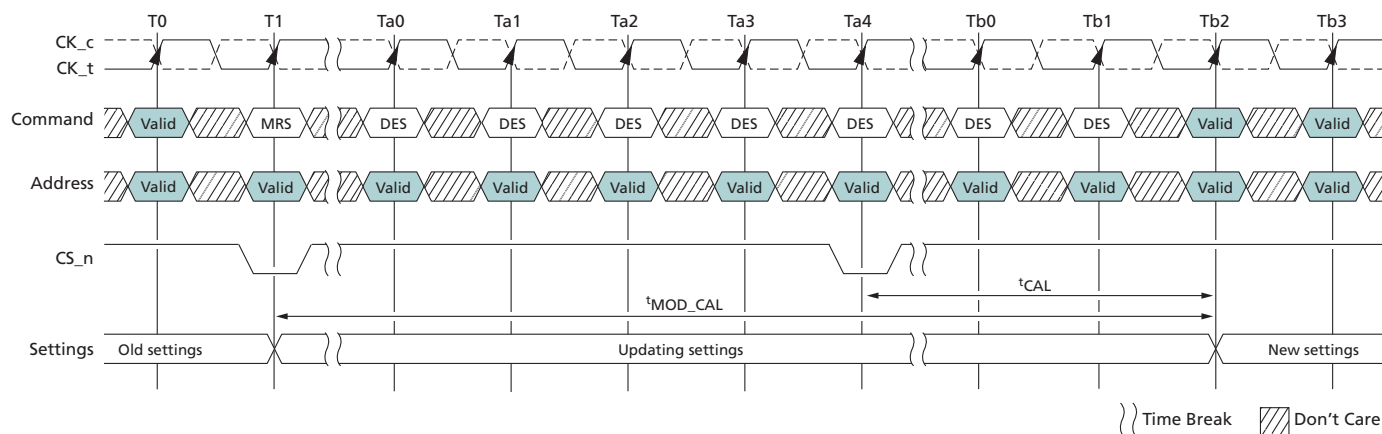 T0 T1 Ta0 Ta1 Ta2 Ta3 Ta4 Tb0 Tb1 Tb2 Tb3
CK_c
CK_t
Command Valid MRS DES DES DES DES DES DES DES Valid Valid
Address Valid Valid Valid Valid Valid Valid Valid Valid Valid Valid Valid
CS_n
tCAL
tMOD_CAL
Settings Old settings Updating settings New settings
Time Break Don't Care